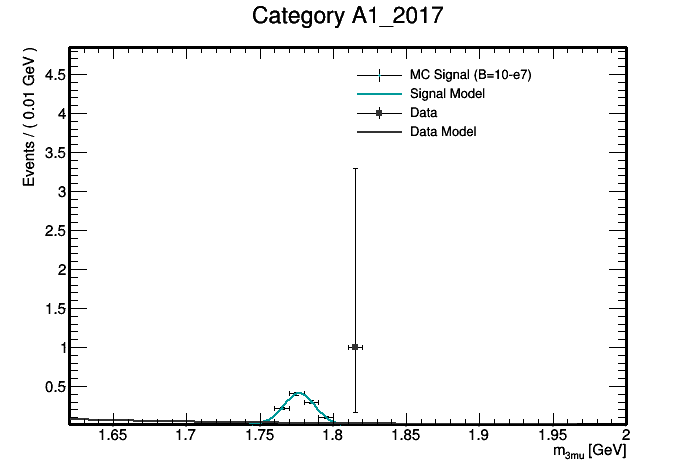 Category A1_2017
Events / ( 0.01 GeV )
4.5
4
3.5
3
2.5
2
1.5
1
0.5
MC Signal (B=10-e7)
Signal Model
Data
Data Model
1.65 1.7 1.75 1.8 1.85 1.9 1.95 2
m3mu [GeV]